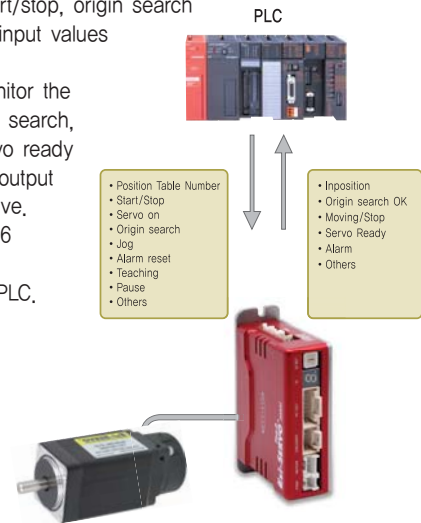 art/stop, origin search
input values
nitor the
search,
vo ready
output
ve.
6
PLC.
PLC
• Position Table Number
• Start/Stop
• Servo on
• Origin search
• Jog
• Alarm reset
• Teaching
• Pause
• Others
• Inposition
• Origin search OK
• Moving/Stop
• Servo Ready
• Alarm
• Others